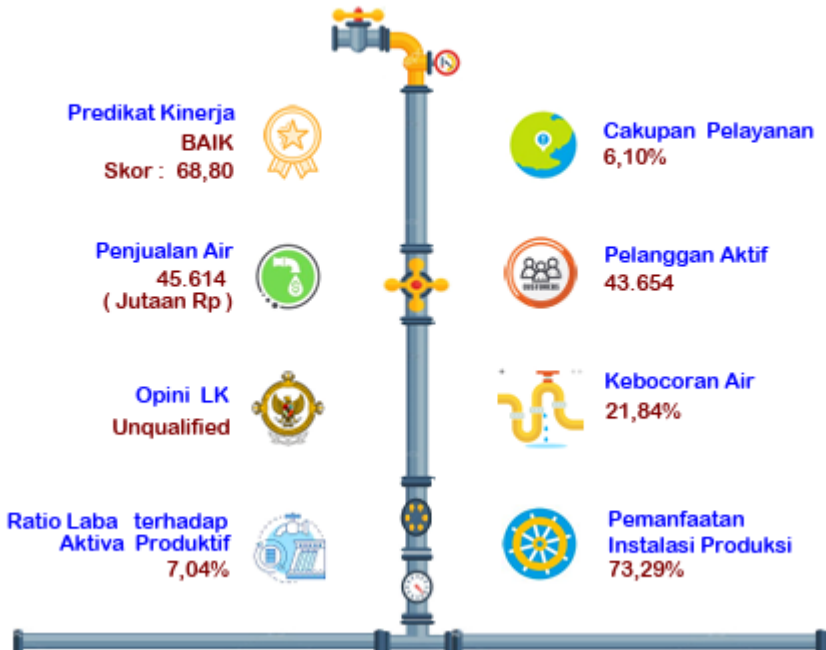 Predikat Kinerja
BAIK
Skor : 68,80
Cakupan Pelayanan
6,10%
Penjualan Air
45.614
( Jutaan Rp )
Pelanggan Aktif
43.654
CUSTOMERS
Opini LK
Unqualified
Kebocoran Air
21,84%
Ratio Laba terhadap
Aktiva Produktif
7,04%
Pemanfaatan
Instalasi Produksi
73,29%